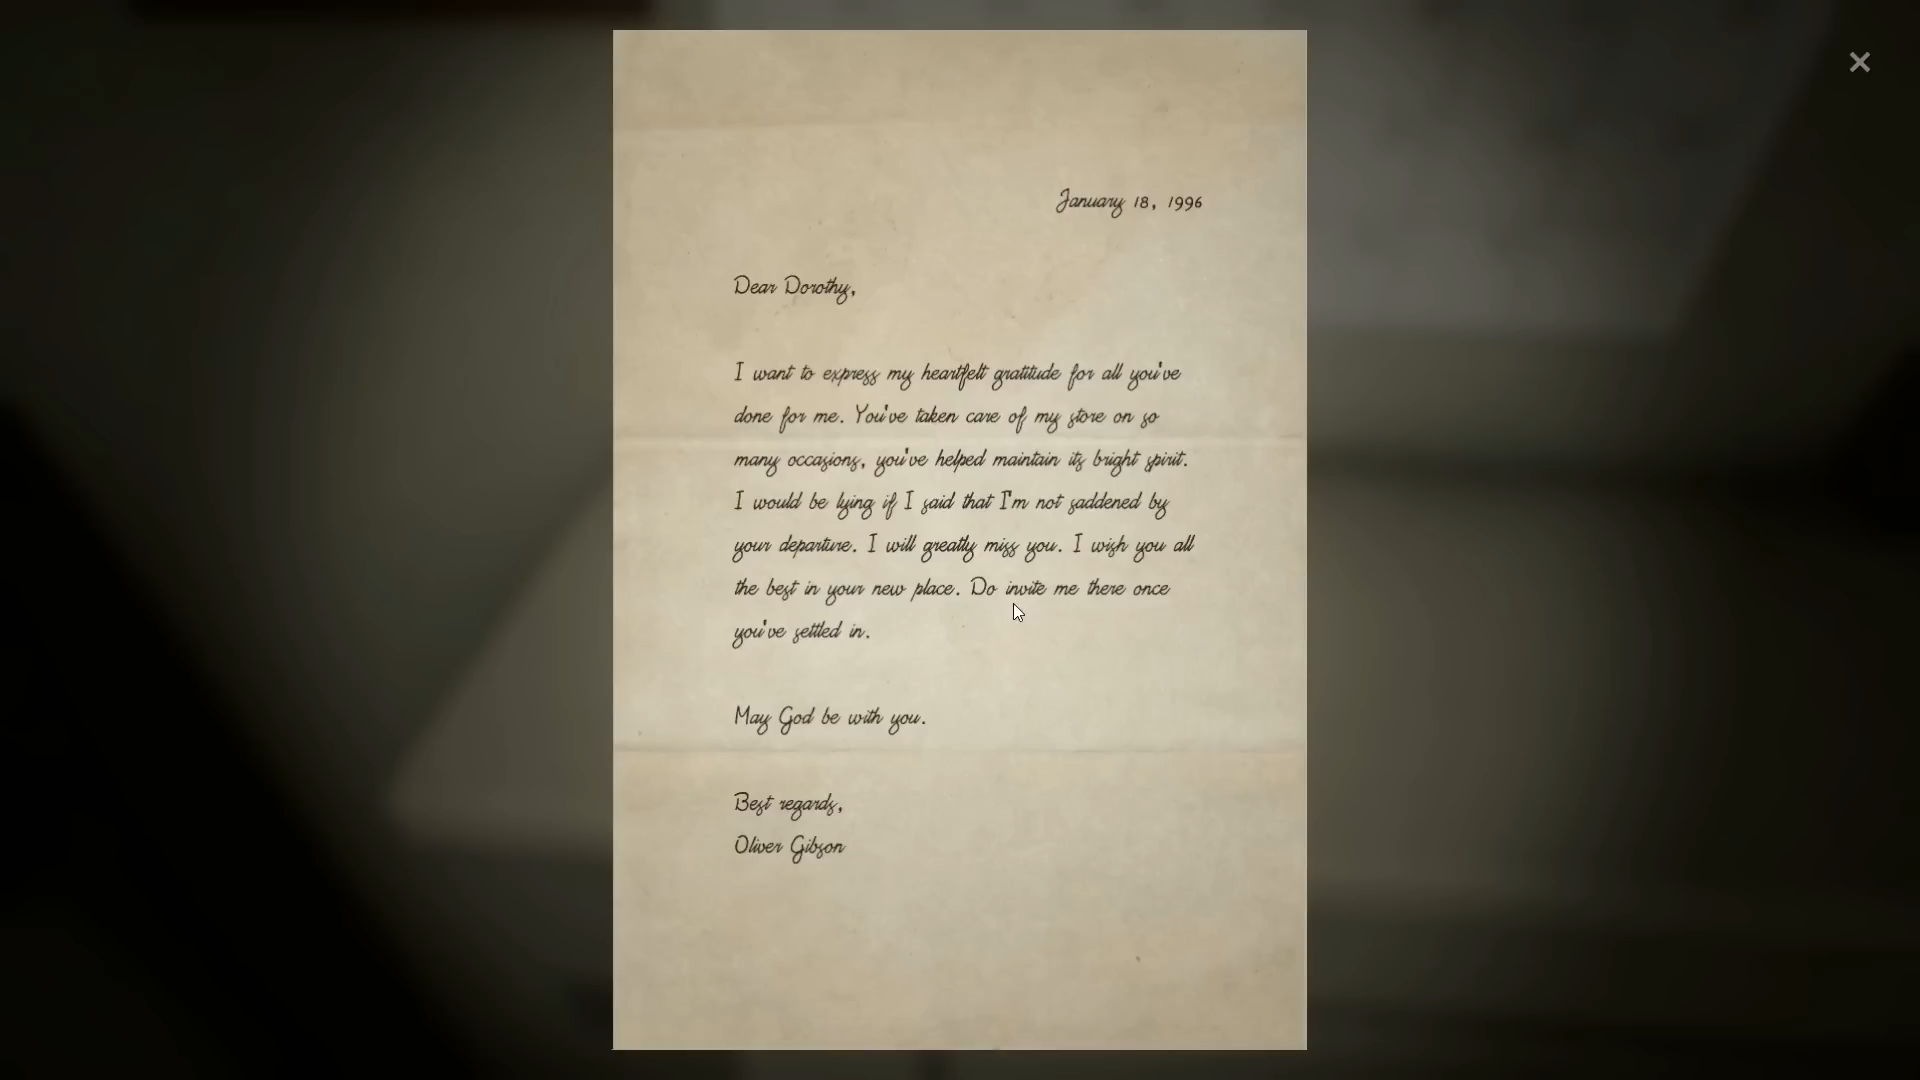 January 18, 1996
Dear Dorothy,
I want to express my heartfelt gratitude for all you've
done for me. You've taken care of my store on so
many occasions, you've helped maintain its bright spirit.
I would be lying if I said that I'm not saddened by
your departure. I will greatly miss you. I wish you all
the best in your new place. Do invite me there once
you've settled in.
May God be with you.
Best regards,
Oliver Gibson